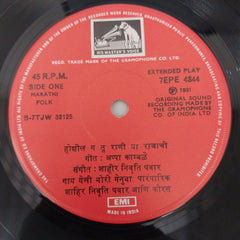 HIS MASTER'S VOICE
REGD. TRADE MARK OF THE GRAMOPHONE CO. LTD.
45 R.P.M.
SIDE ONE
MARATHI
FOLK
EXTENDED PLAY
7EPE 4844
℗ 1981
ORIGINAL SOUND
RECORDING MADE BY
THE GRAMOPHONE CO.
OF INDIA LTD
S-7TJW 32125
होशील ग तू राणी या रावाची
गीत : अप्पा कांबळे
संगीत : शाहीर निवृत्ति पवार
गाय मेली बोरी मेनुबा पारंपारिक
शाहिर निवृत्ति पवार आणि कोरस
EMI
MADE IN INDIA